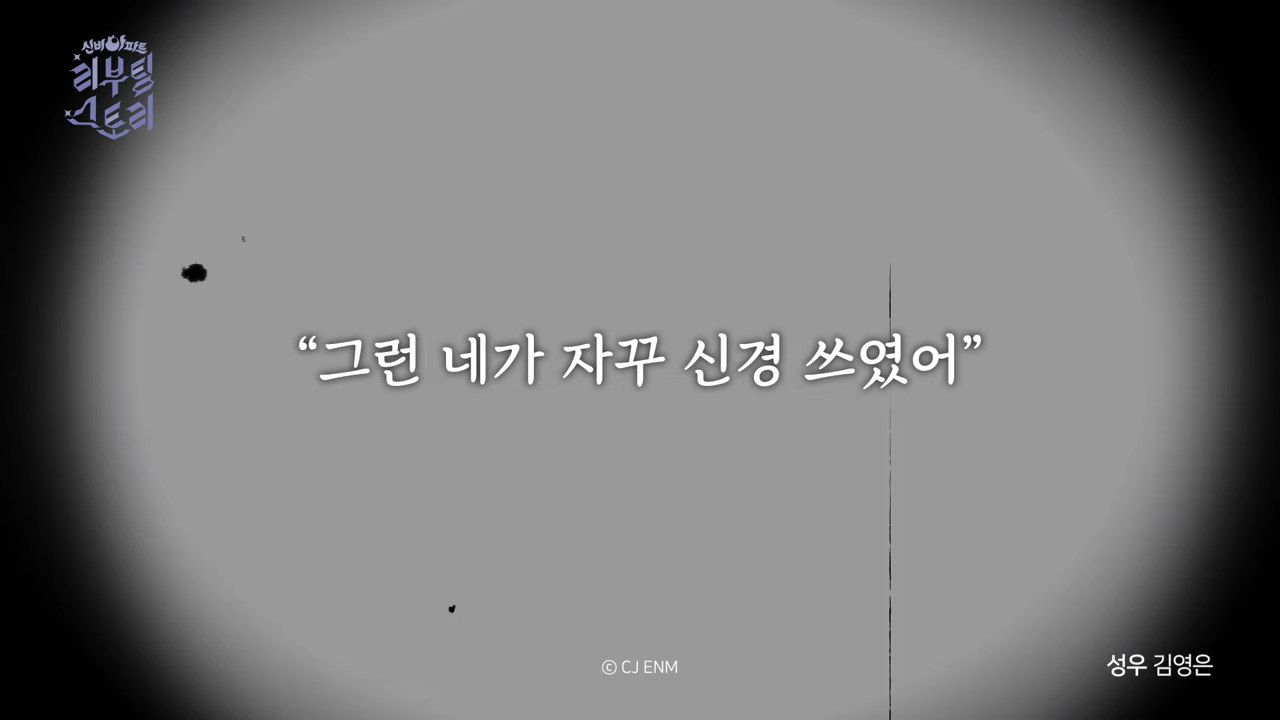 신비아파트
리부팅
스토리
“그런 네가 자꾸 신경 쓰였어”
ⓒ CJ ENM
성우 김영은